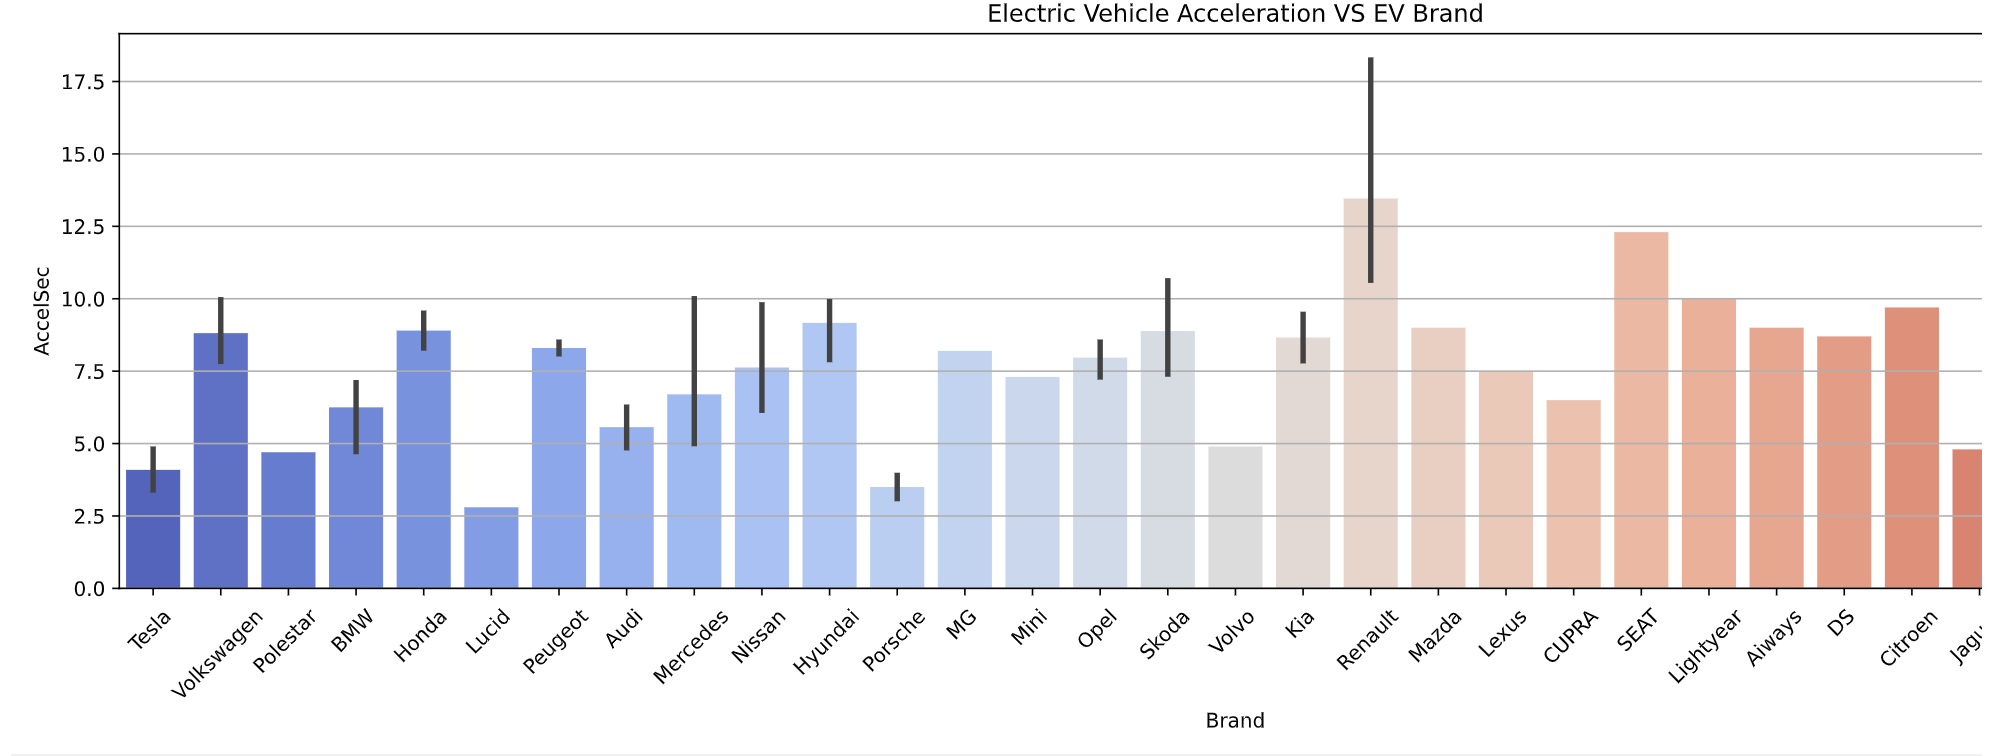 Electric Vehicle Acceleration VS EV Brand
17.5
15.0
12.5
10.0
7.5
5.0
2.5
0.0
AccelSec
Tesla
Volkswagen
Polestar
BMW
Honda
Lucid
Peugeot
Audi
Mercedes
Nissan
Hyundai
Porsche
MG
Mini
Opel
Skoda
Volvo
Kia
Renault
Mazda
Lexus
CUPRA
SEAT
Lightyear
Aiways
DS
Citroen
Brand